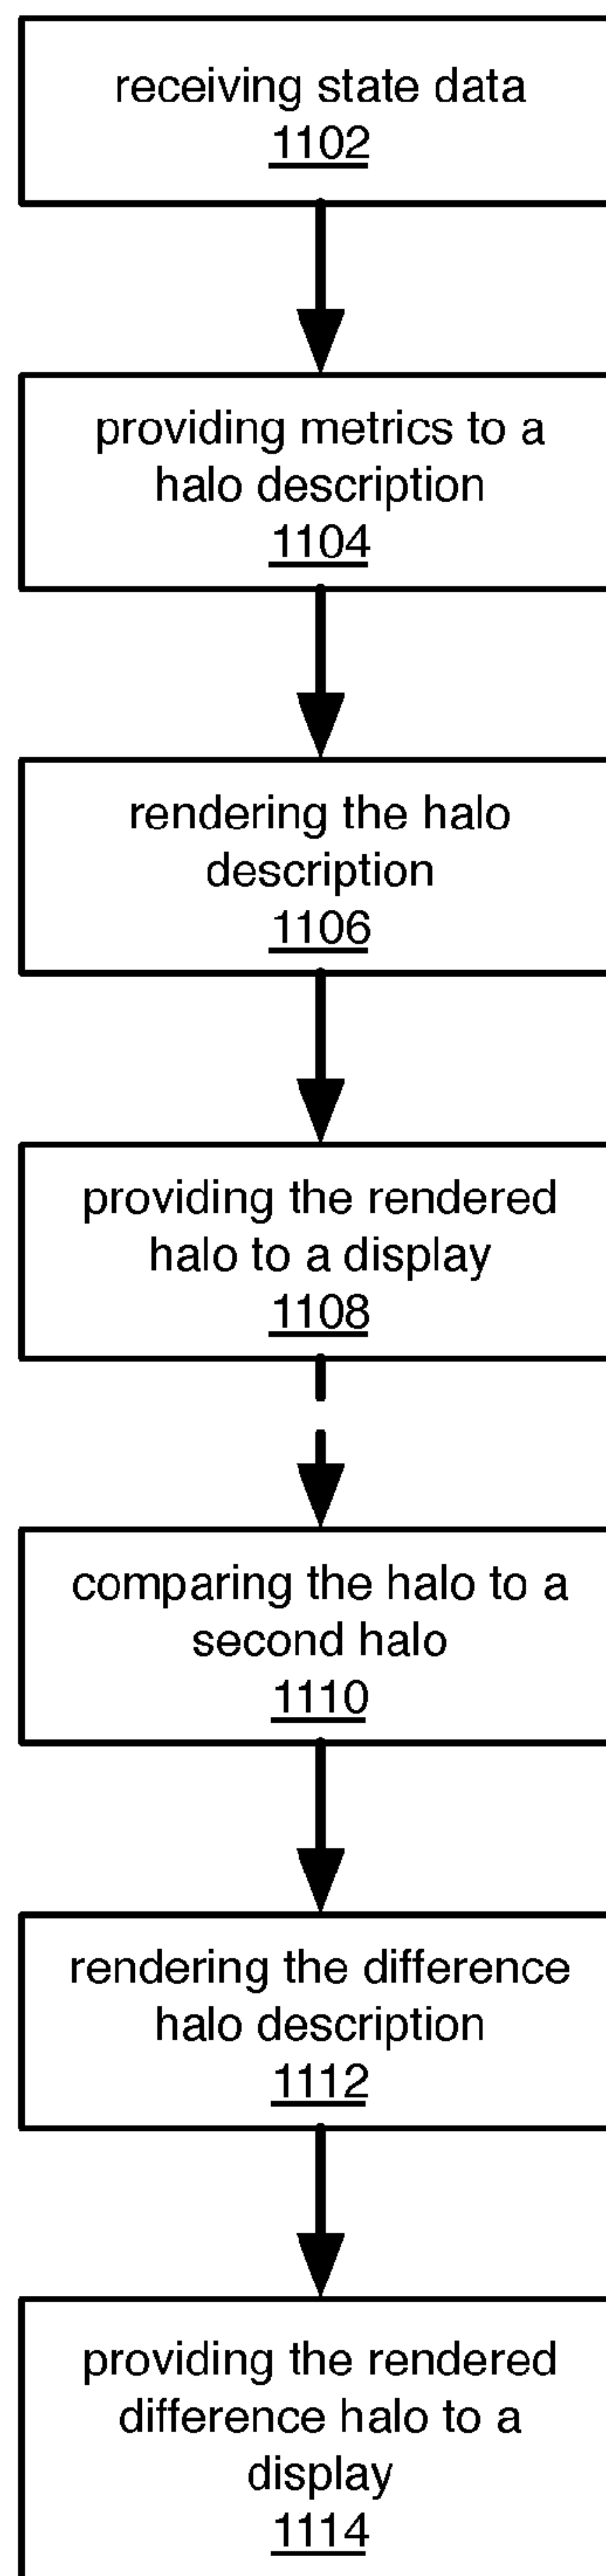 receiving state data
1102
providing metrics to a
halo description
1104
rendering the halo
description
1106
providing the rendered
halo to a display
1108
comparing the halo to a
second halo
1110
rendering the difference
halo description
1112
providing the rendered
difference halo to a
display
1114